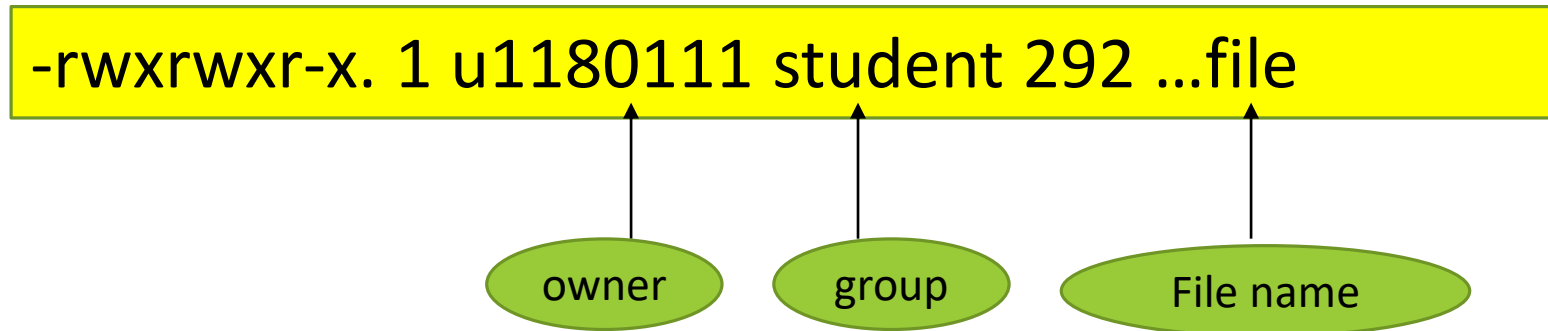 -rwxrwxr-x. 1 u1180111 student 292 …file
owner group File name